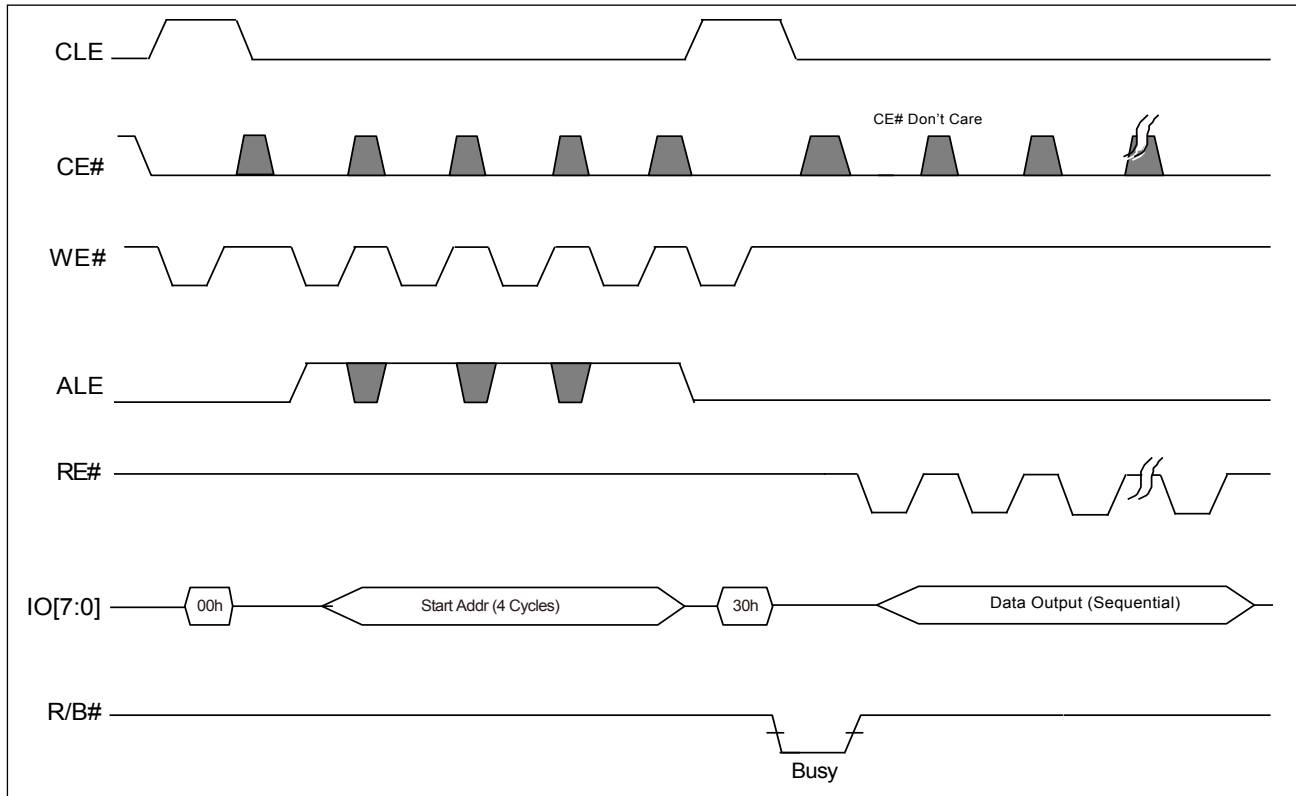 CLE
CE# Don't Care
CE#
WE#
ALE
RE#
IO[7:0]
00h
Start Addr (4 Cycles)
30h
Data Output (Sequential)
R/B#
Busy